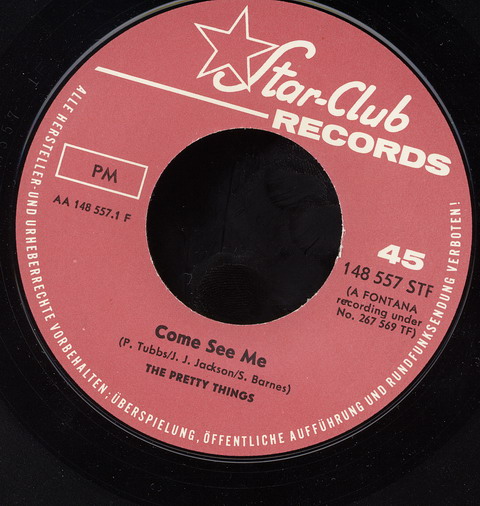 Star-Club
RECORDS
PM
AA 148 557.1 F
45
148 557 STF
(A FONTANA
recording under
No. 267 569 TF)
Come See Me
(P. Tubbs/J. J. Jackson/S. Barnes)
THE PRETTY THINGS
ALLE HERSTELLER- UND URHEBERRECHTE VORBEHALTEN; ÜBERSPIELUNG, ÖFFENTLICHE AUFFÜHRUNG UND RUNDFUNKSENDUNG VERBOTEN!